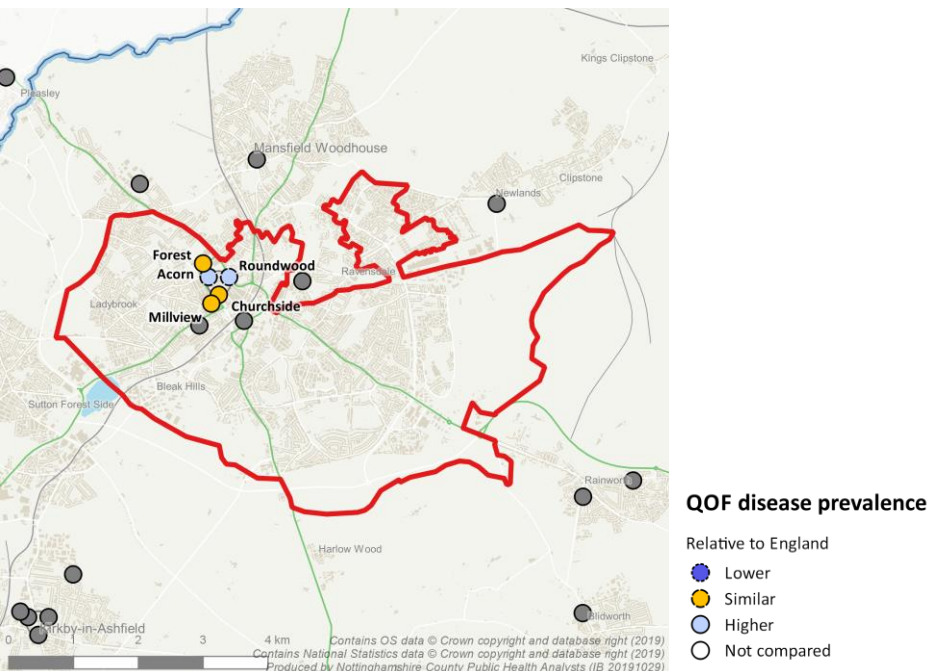 Kings Clipstone
Pleasley
Mansfield Woodhouse
Clipstone
Newlands
Forest
Acorn
Roundwood
Ravensdale
Ladybrook
Churchside
Millview
Bleak Hills
Sutton Forest Side
Rainworth
Harlow Wood
Blidworth
Kirkby-in-Ashfield
0 1 2 3 4 km
Contains OS data © Crown copyright and database right (2019)
Contains National Statistics data © Crown copyright and database right (2019)
Produced by Nottinghamshire County Public Health Analysts (IB 20191029)
QOF disease prevalence
Relative to England
Lower
Similar
Higher
Not compared